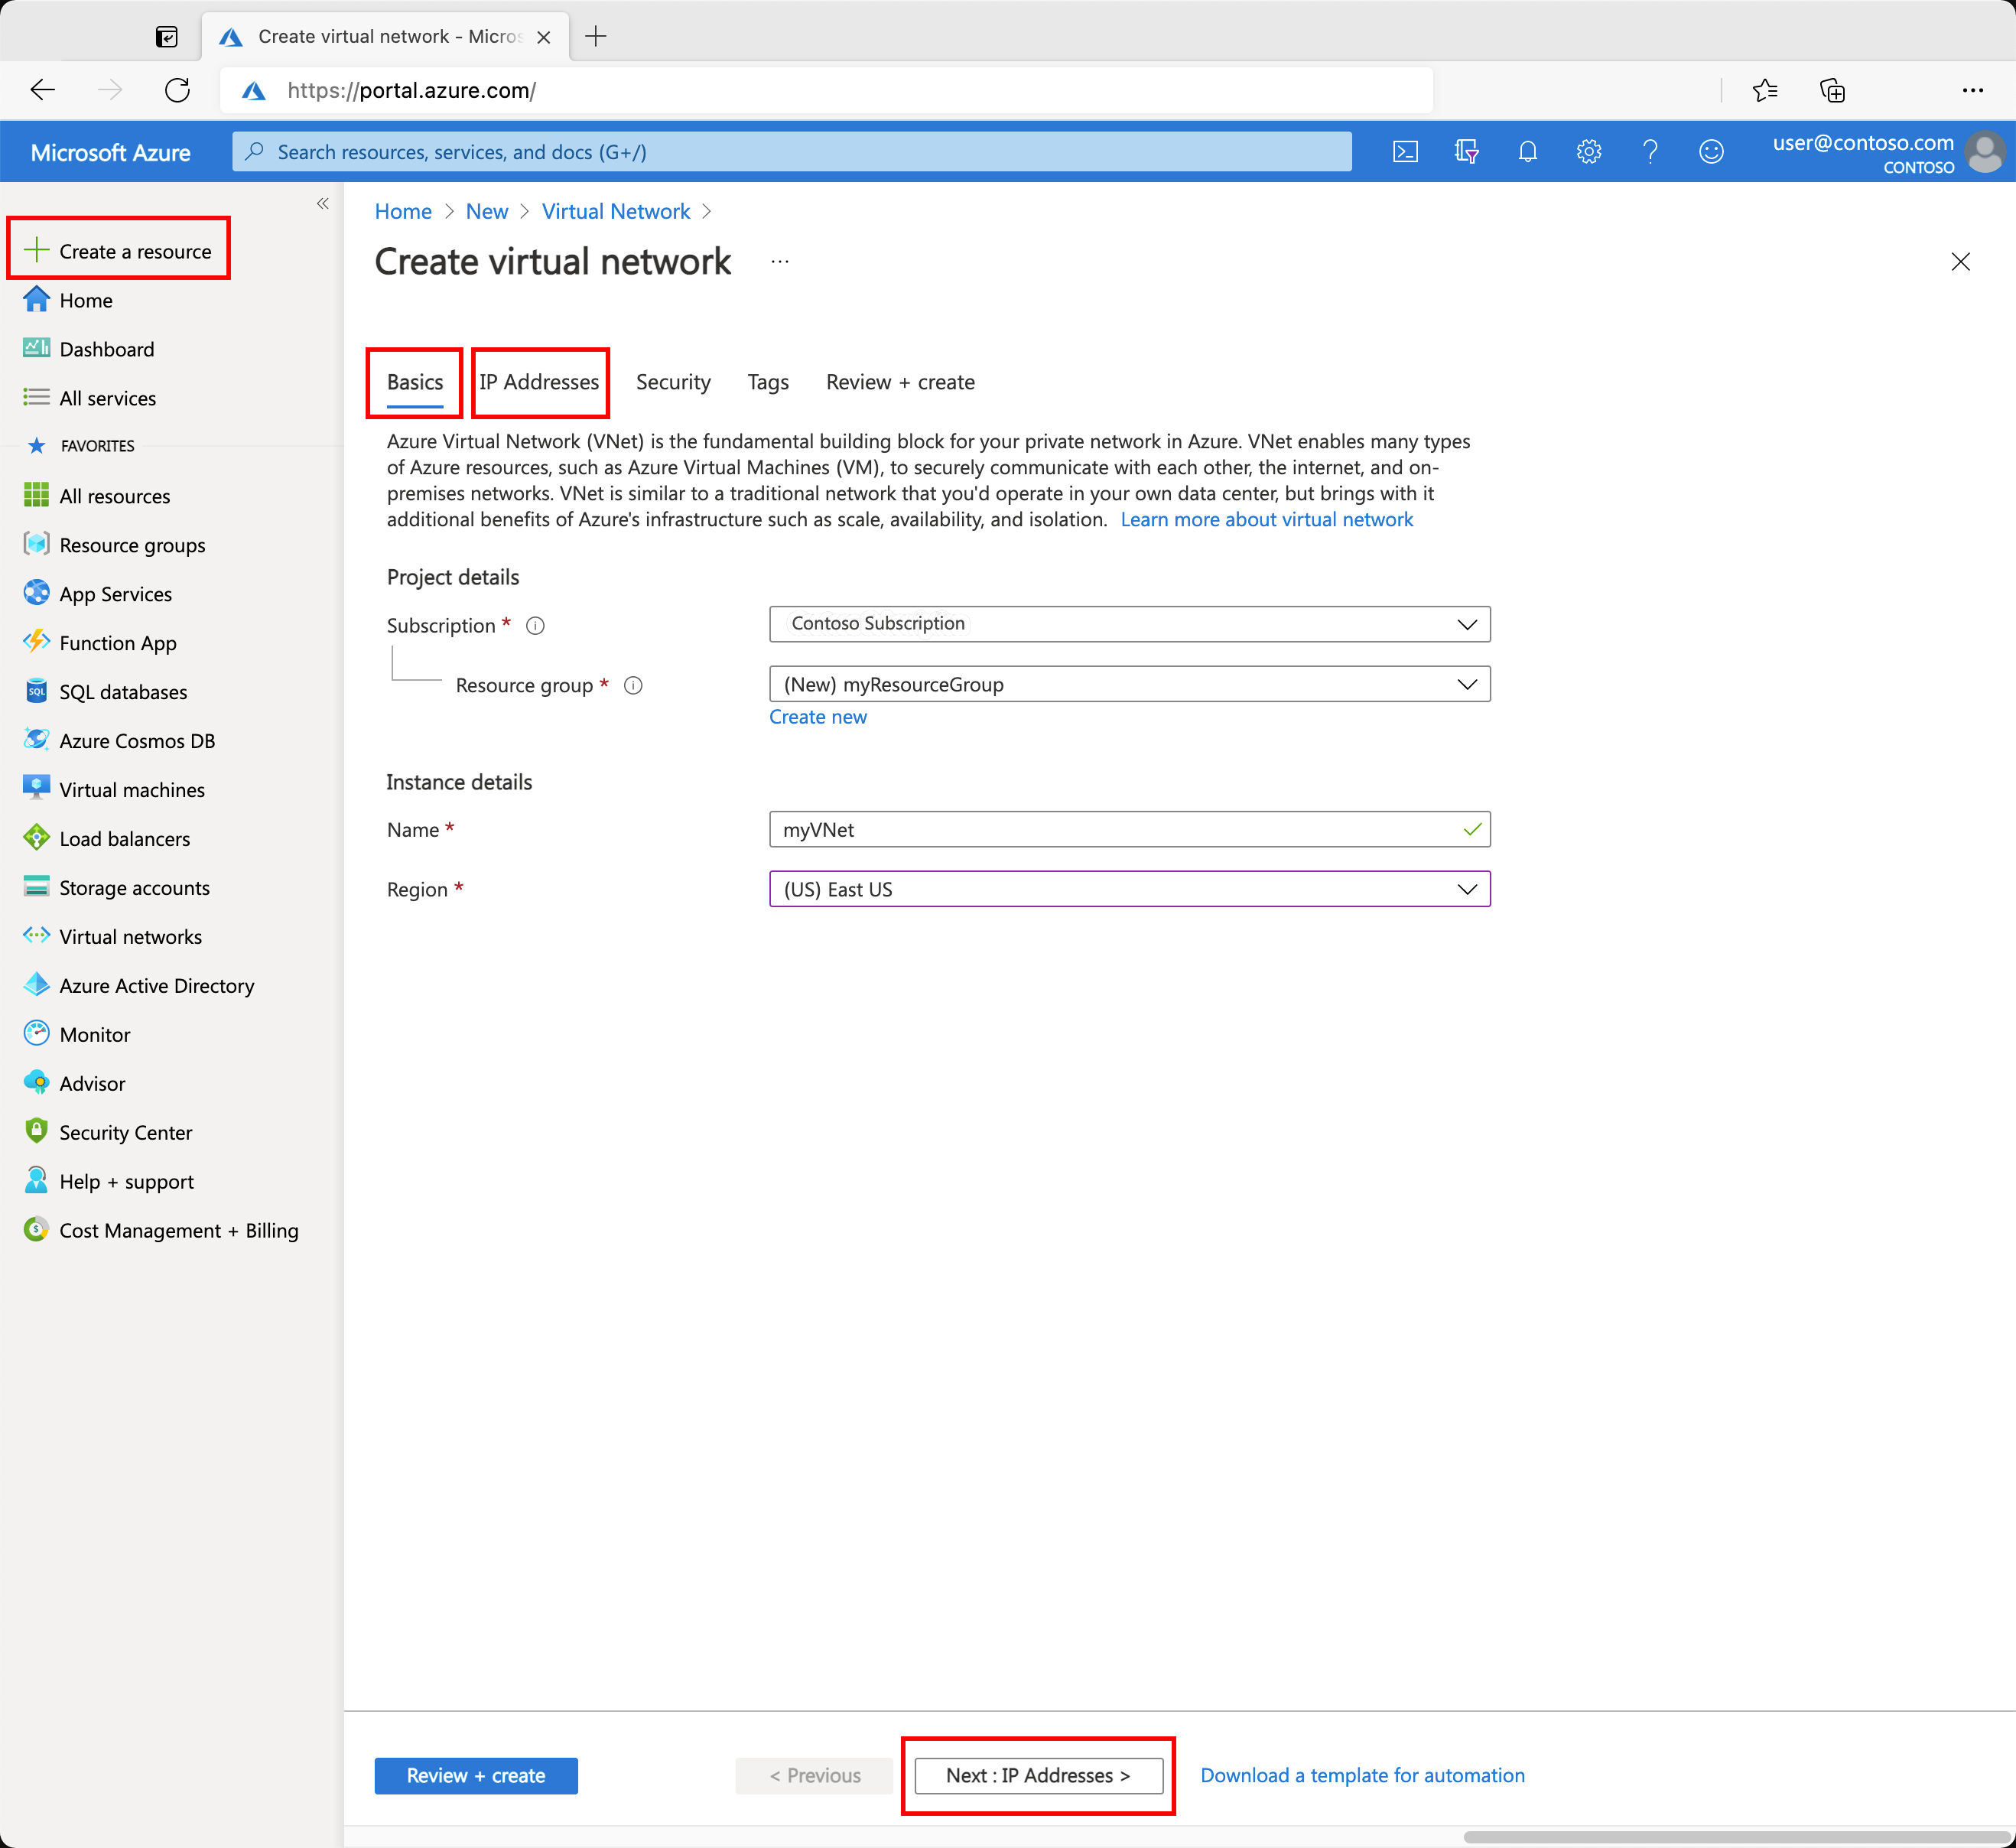 Create virtual network - Micros
https://portal.azure.com/
Microsoft Azure
Search resources, services, and docs (G+/)
user@contoso.com
CONTOSO
Create a resource
Home
Dashboard
All services
FAVORITES
All resources
Resource groups
App Services
Function App
SQL
SQL databases
Azure Cosmos DB
Virtual machines
Load balancers
Storage accounts
Virtual networks
Azure Active Directory
Monitor
Advisor
Security Center
Help + support
Cost Management + Billing
Home > New > Virtual Network >
Create virtual network ...
Basics IP Addresses Security Tags Review + create
Azure Virtual Network (VNet) is the fundamental building block for your private network in Azure. VNet enables many types
of Azure resources, such as Azure Virtual Machines (VM), to securely communicate with each other, the internet, and on-
premises networks. VNet is similar to a traditional network that you'd operate in your own data center, but brings with it
additional benefits of Azure's infrastructure such as scale, availability, and isolation. Learn more about virtual network
Project details
Subscription * Contoso Subscription
Resource group * (New) myResourceGroup
Create new
Instance details
Name * myVNet
Region * (US) East US
Review + create
< Previous
Next : IP Addresses >
Download a template for automation